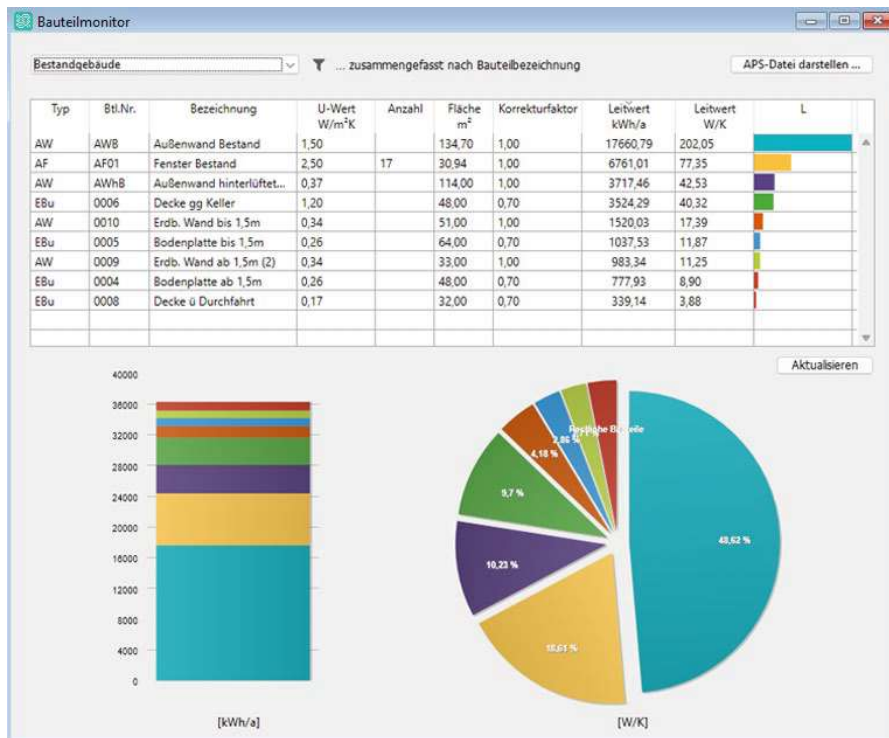 Bauteilmonitor
Bestandgebäude ... zusammengefasst nach Bauteibezeichnung APS-Datei darstellen ...
Typ Btl.Nr. Bezeichnung U-Wert W/m²K Anzahl Fläche m² Korrekturfaktor Leitwert kWh/a Leitwert W/K L
AW AWB Außenwand Bestand 1,50 134,70 1,00 17660,79 202,05
AF AF01 Fenster Bestand 2,50 17 30,94 1,00 6761,01 77,35
AW AWhB Außenwand hinterlüftet... 0,37 114,00 1,00 3717,46 42,53
EBu 0006 Decke gg Keller 1,20 48,00 0,70 3524,29 40,32
AW 0010 Erdb. Wand bis 1,5m 0,34 51,00 1,00 1520,03 17,39
EBu 0005 Bodenplatte bis 1,5m 0,26 64,00 0,70 1037,53 11,87
AW 0009 Erdb. Wand ab 1,5m (2) 0,34 33,00 1,00 983,34 11,25
EBu 0004 Bodenplatte ab 1,5m 0,26 48,00 0,70 777,93 8,90
EBu 0008 Decke ü Durchfahrt 0,17 32,00 0,70 339,14 3,88
Aktualisieren
40000
36000
32000
28000
24000
20000
16000
12000
8000
4000
0
[kWh/a]
48,62 %
18,61 %
10,23 %
9,7 %
4,18 %
2,86 %
[W/K]